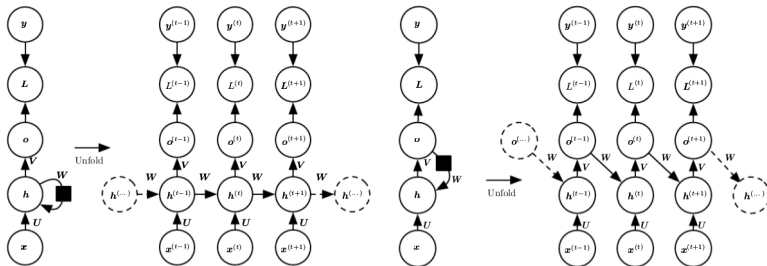 y y^(t−1) y^(t) y^(t+1) y y^(t−1) y^(t) y^(t+1)
L L^(t−1) L^(t) L^(t+1) L L^(t−1) L^(t) L^(t+1)
o o^(t−1) o^(t) o^(t+1) o o^(...) o^(t−1) o^(t) o^(t+1)
Unfold
V W V V V V W V W V W V W
W W W W
h h^(...) h^(t−1) h^(t) h^(t+1) h^(...) h h^(t−1) h^(t) h^(t+1) h^(...)
Unfold
U U U U U U U U
x x^(t−1) x^(t) x^(t+1) x x^(t−1) x^(t) x^(t+1)